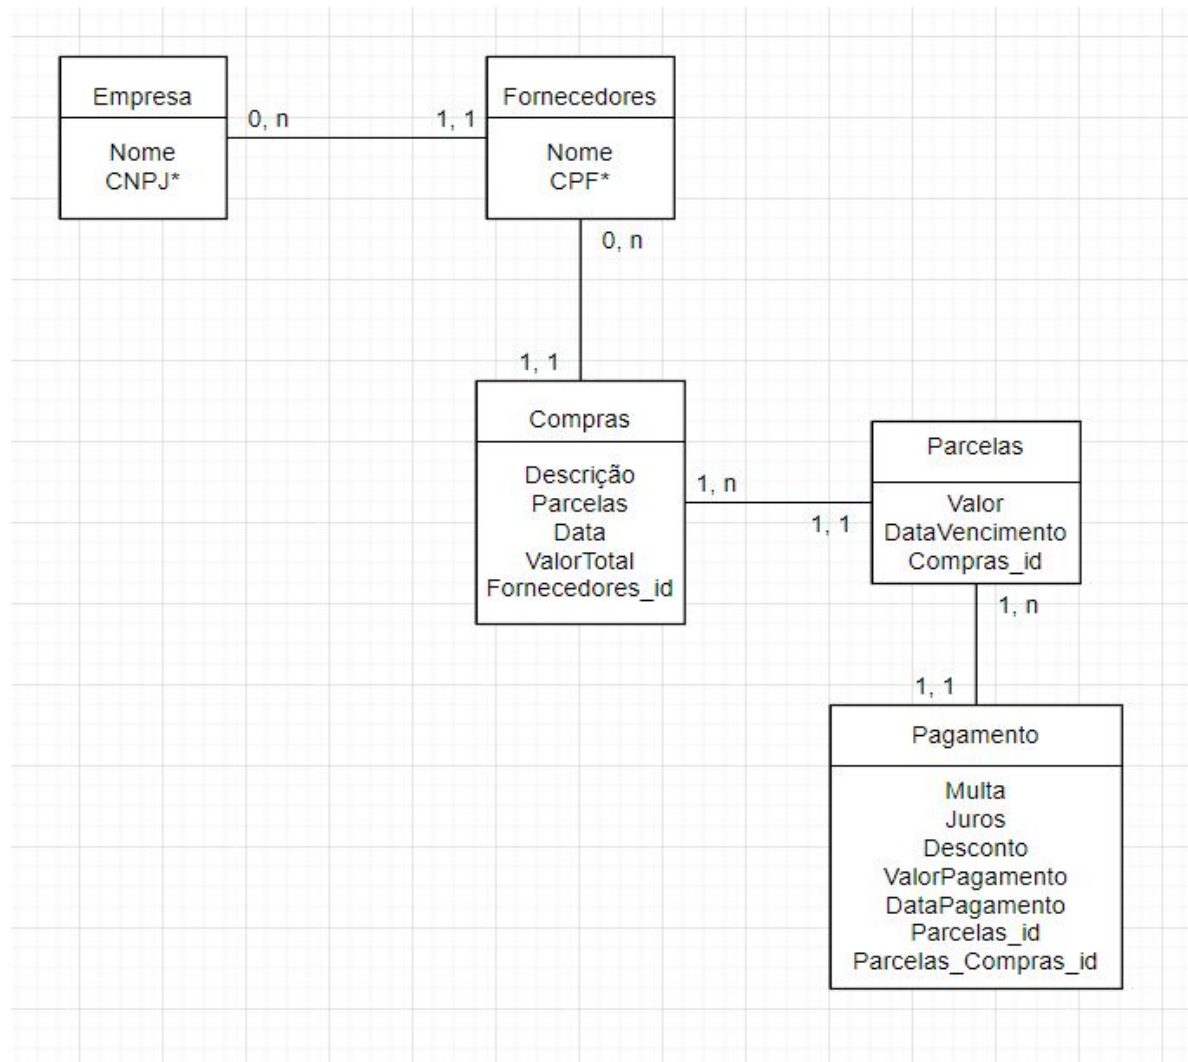 Empresa
Nome
CNPJ*
0, n
1, 1
Fornecedores
Nome
CPF*
0, n
1, 1
Compras
Descrição
Parcelas
Data
ValorTotal
Fornecedores_id
1, n
1, 1
Parcelas
Valor
DataVencimento
Compras_id
1, n
1, 1
Pagamento
Multa
Juros
Desconto
ValorPagamento
DataPagamento
Parcelas_id
Parcelas_Compras_id